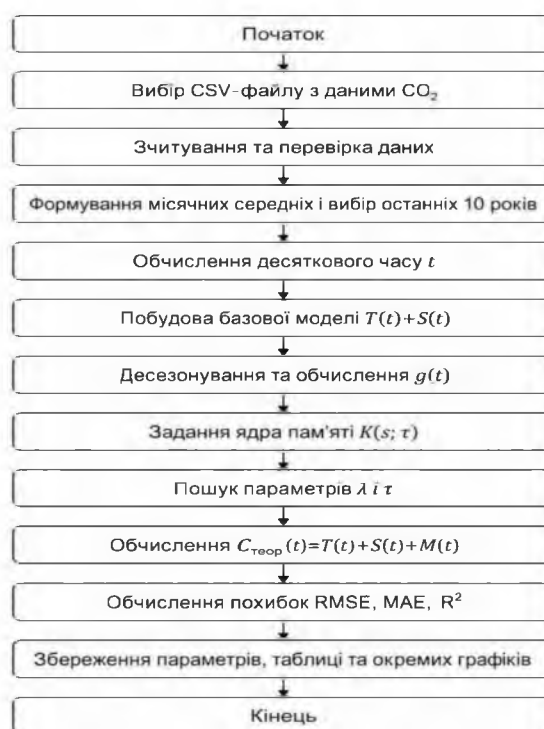 Початок
Вибір CSV-файлу з даними CO₂
Зчитування та перевірка даних
Формування місячних середніх і вибір останніх 10 років
Обчислення десяткового часу t
Побудова базової моделі T(t)+S(t)
Десезонування та обчислення g(t)
Задання ядра пам'яті K(s; τ)
Пошук параметрів λ і τ
Обчислення Cтеор(t)=T(t)+S(t)+M(t)
Обчислення похибок RMSE, MAE, R²
Збереження параметрів, таблиці та окремих графіків
Кінець